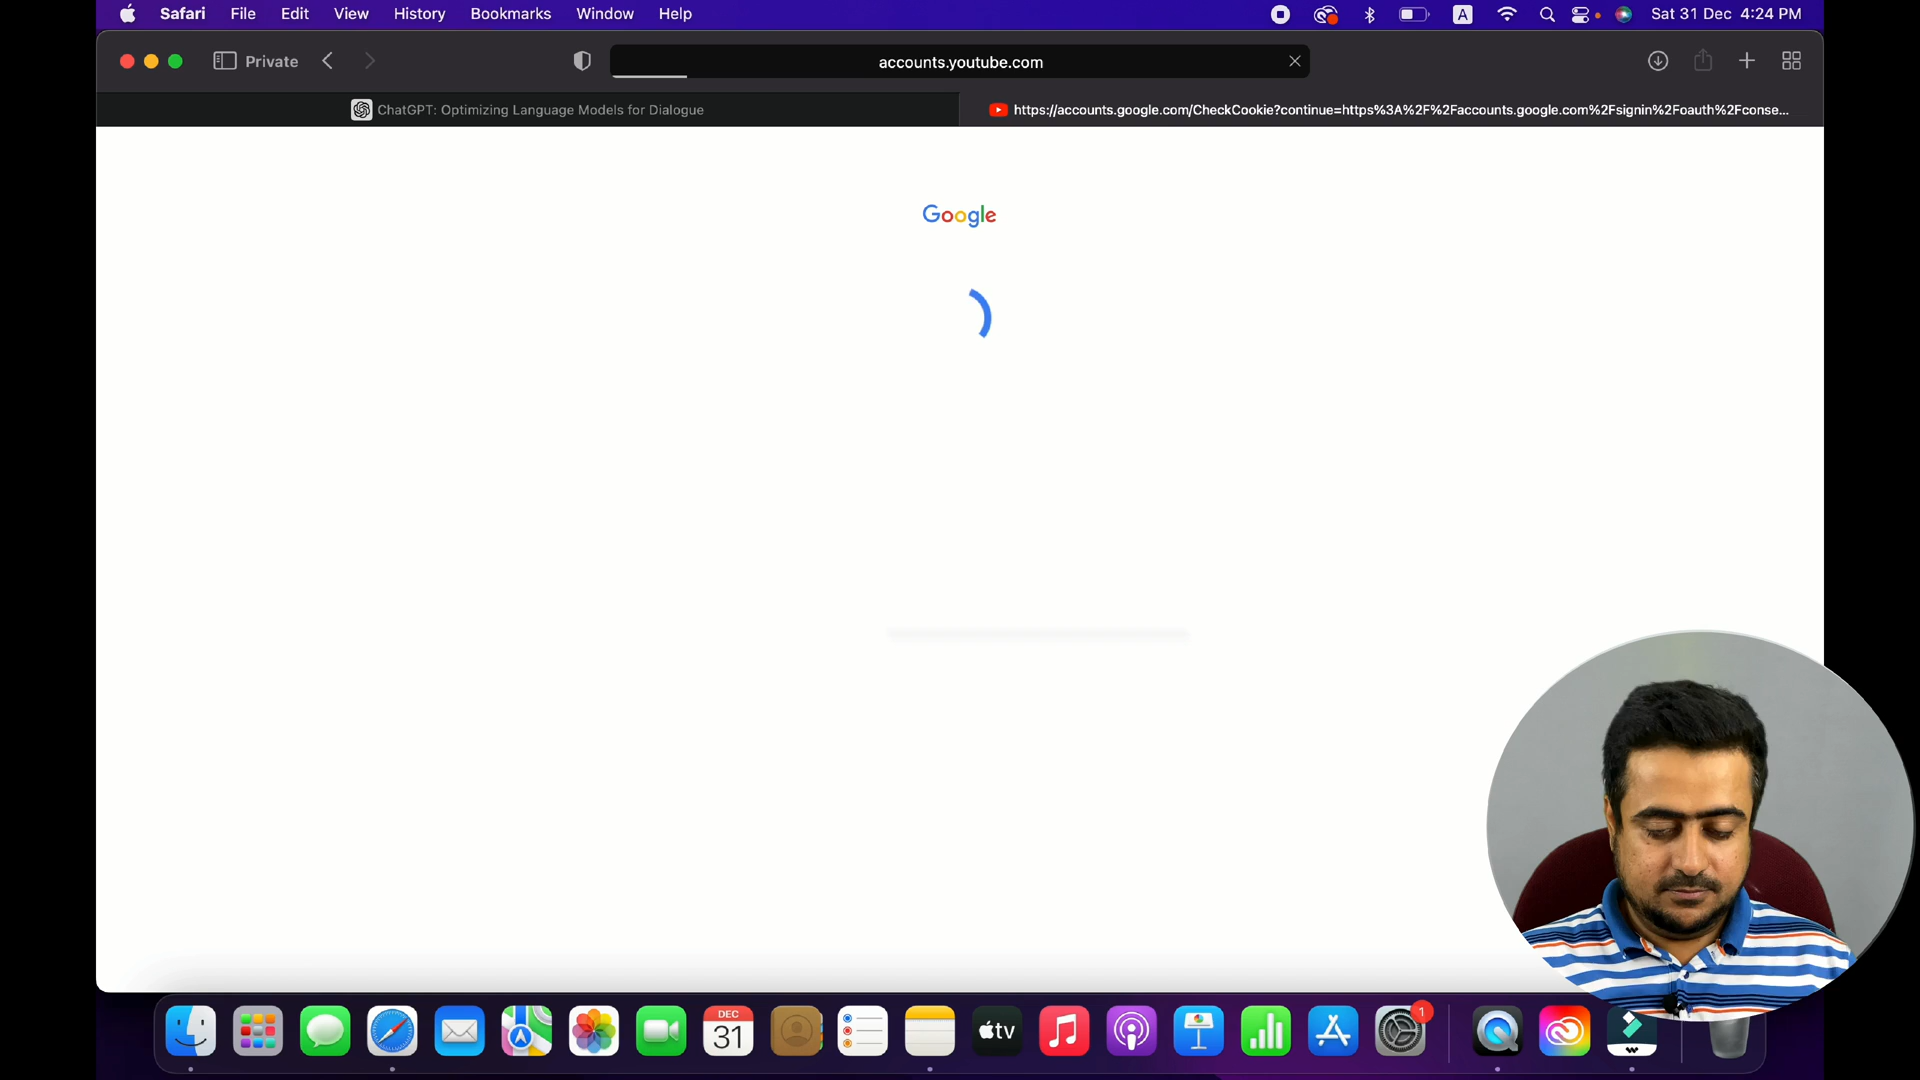 Safari File Edit View History Bookmarks Window Help
A
Sat 31 Dec 4:24 PM
Private
accounts.youtube.com
ChatGPT: Optimizing Language Models for Dialogue
https://accounts.google.com/CheckCookie?continue=https%3A%2F%2Faccounts.google.com%2Fsignin%2Foauth%2Fconse...
Google
DEC
31
tv
1